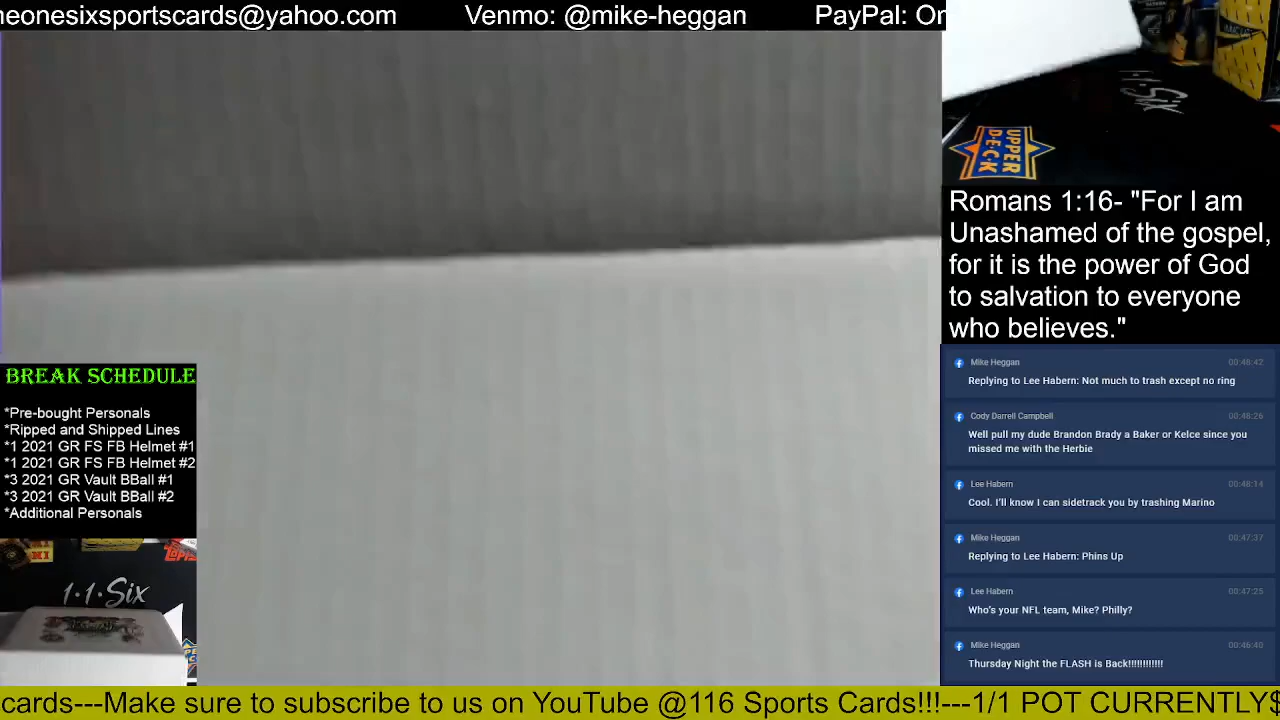 neonesixsportscards@yahoo.com Venmo: @mike-heggan PayPal: On
1·1·Six
UPPER
D·E·C·K
Romans 1:16- "For I am
Unashamed of the gospel,
for it is the power of God
to salvation to everyone
who believes."
BREAK SCHEDULE
*Pre-bought Personals
*Ripped and Shipped Lines
*1 2021 GR FS FB Helmet #1
*1 2021 GR FS FB Helmet #2
*3 2021 GR Vault BBall #1
*3 2021 GR Vault BBall #2
*Additional Personals
1·1·Six
Mike Heggan 00:48:42
Replying to Lee Habern: Not much to trash except no ring
Cody Darrell Campbell 00:48:26
Well pull my dude Brandon Brady a Baker or Kelce since you
missed me with the Herbie
Lee Habern 00:48:14
Cool. I'll know I can sidetrack you by trashing Marino
Mike Heggan 00:47:37
Replying to Lee Habern: Phins Up
Lee Habern 00:47:25
Who's your NFL team, Mike? Philly?
Mike Heggan 00:46:40
Thursday Night the FLASH is Back!!!!!!!!!!!!
cards---Make sure to subscribe to us on YouTube @116 Sports Cards!!!---1/1 POT CURRENTLY$